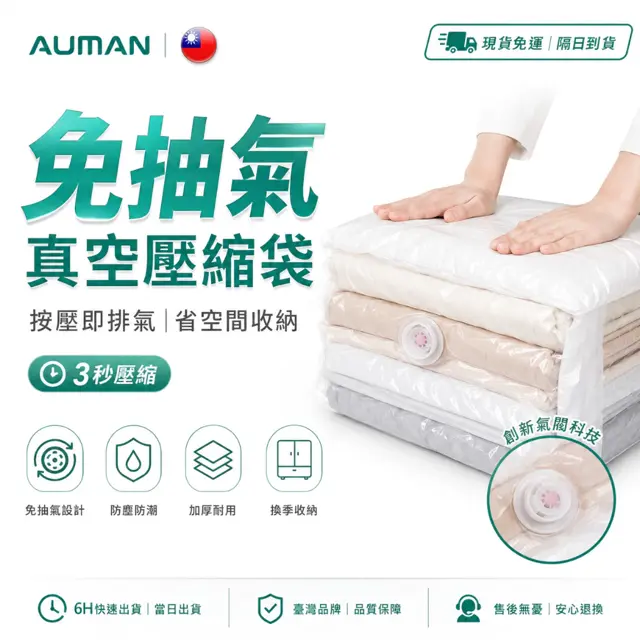 AUMAN
現貨免運|隔日到貨
免抽氣
真空壓縮袋
按壓即排氣|省空間收納
3秒壓縮
創新氣閥科技
免抽氣設計
防塵防潮
加厚耐用
換季收納
6H快速出貨|當日出貨
臺灣品牌|品質保障
售後無憂|安心退換